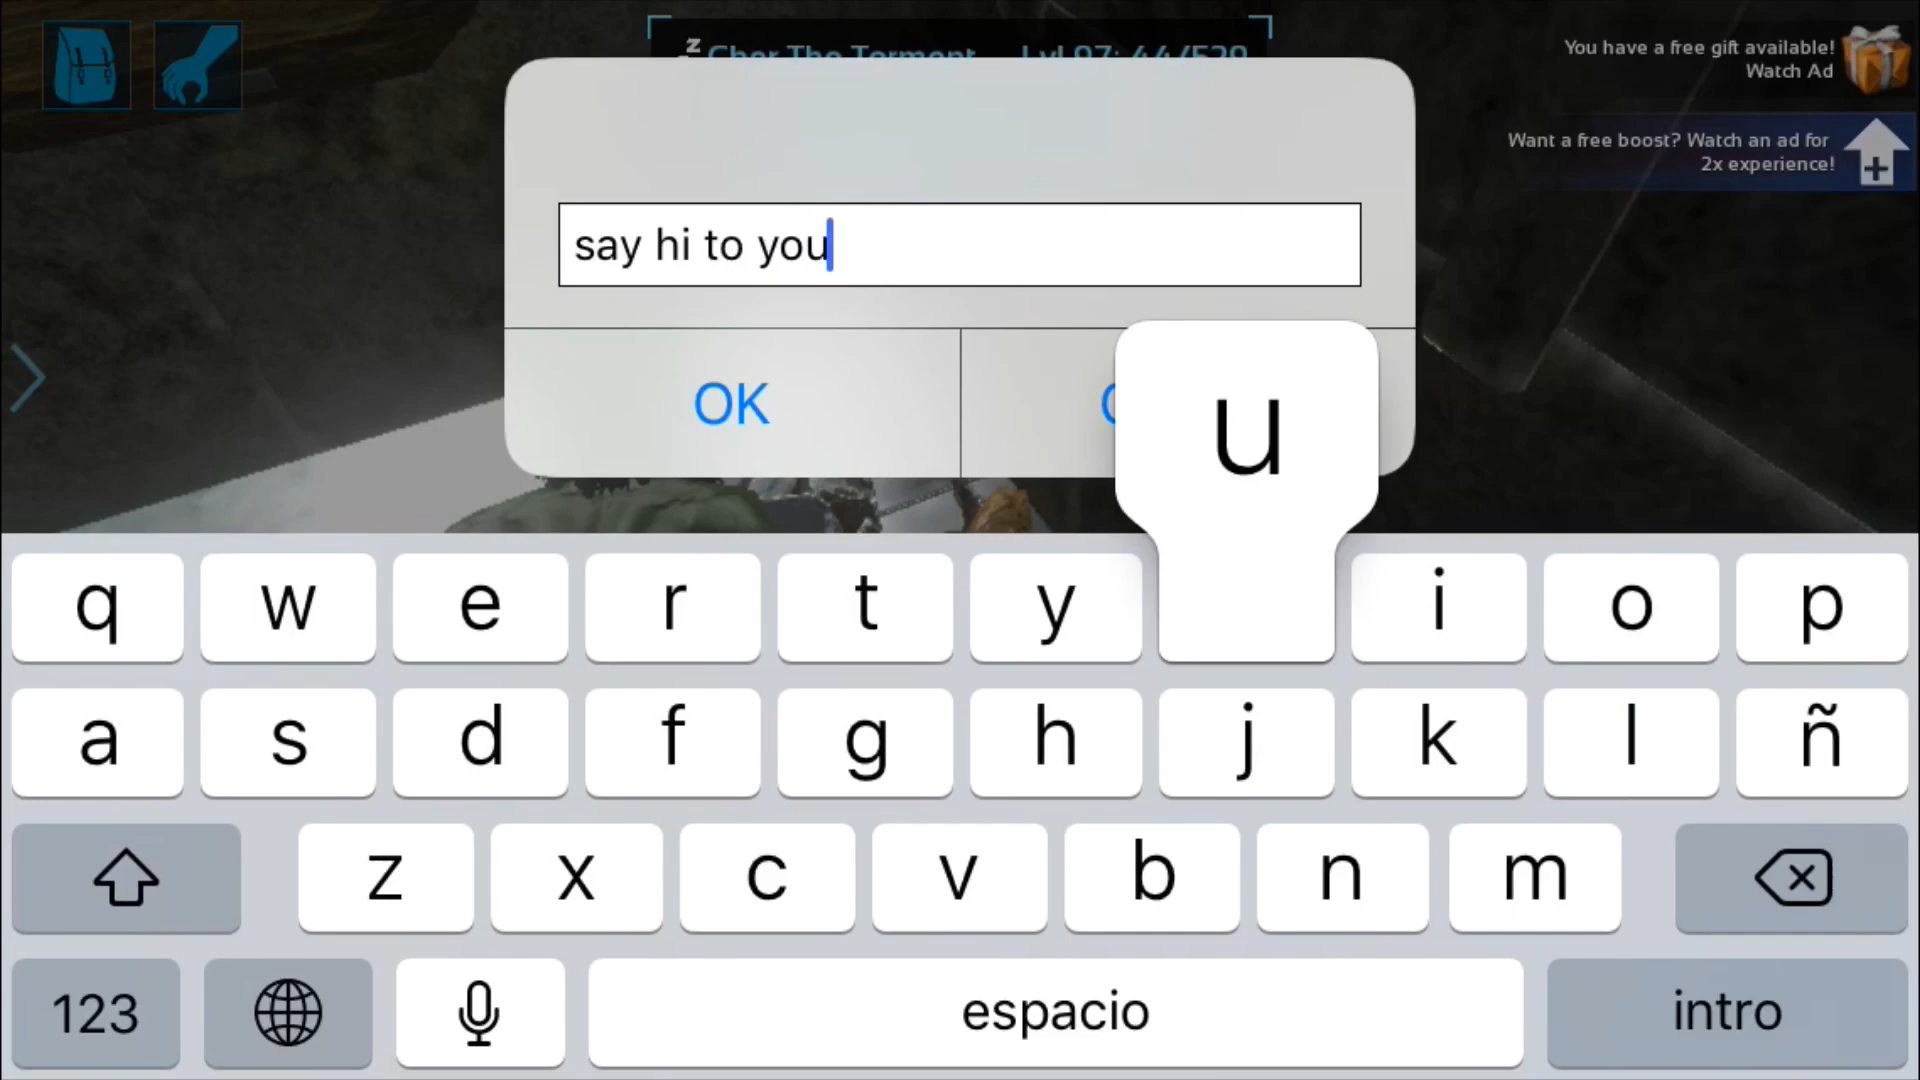 You have a free gift available!
Watch Ad
Want a free boost? Watch an ad for
2x experience!
say hi to you
OK
u
q w e r t y i o p
a s d f g h j k l ñ
z x c v b n m
123 espacio intro